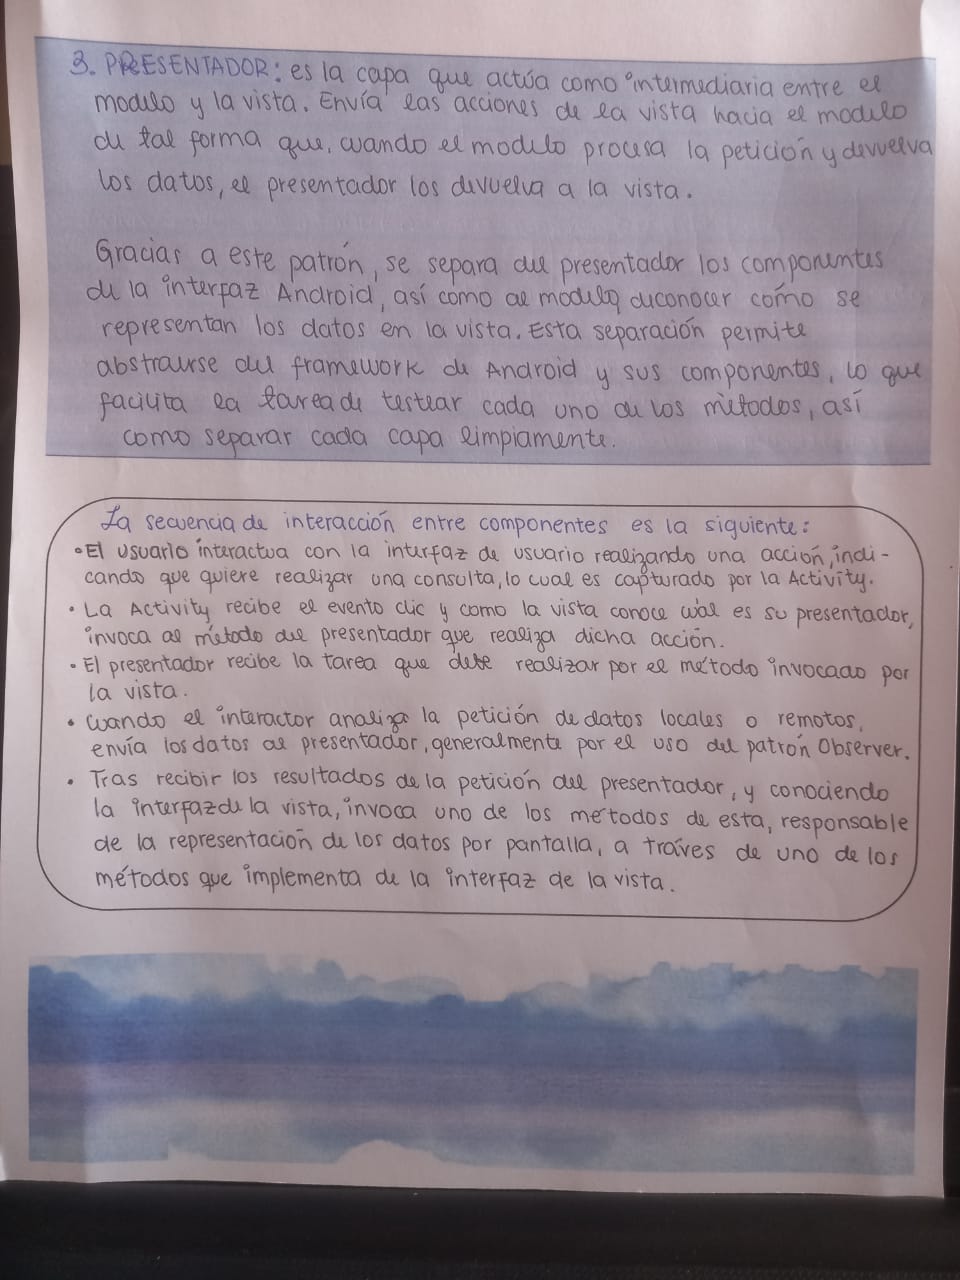 3. PRESENTADOR: es la capa que actúa como intermediaria entre el
modelo y la vista. Envía las acciones de la vista hacia el modelo
de tal forma que, cuando el modelo procesa la petición y devuelva
los datos, el presentador los devuelva a la vista.
Gracias a este patrón, se separa del presentador los componentes
de la interfaz Android, así como al modelo desconocer cómo se
representan los datos en la vista. Esta separación permite
abstraerse del framework de Android y sus componentes, lo que
facilita la tarea de testear cada uno de los métodos, así
como separar cada capa limpiamente.
La secuencia de interacción entre componentes es la siguiente:
• El usuario interactua con la interfaz de usuario realizando una acción, indi-
cando que quiere realizar una consulta, lo cual es capturado por la Activity.
• La Activity recibe el evento clic y como la vista conoce cuál es su presentador,
invoca al método del presentador que realiza dicha acción.
• El presentador recibe la tarea que debe realizar por el método invocado por
la vista.
• Cuando el interactor analiza la petición de datos locales o remotos,
envía los datos al presentador, generalmente por el uso del patrón Observer.
• Tras recibir los resultados de la petición del presentador, y conociendo
la interfaz de la vista, invoca uno de los métodos de esta, responsable
de la representación de los datos por pantalla, a tráves de uno de los
métodos que implementa de la interfaz de la vista.